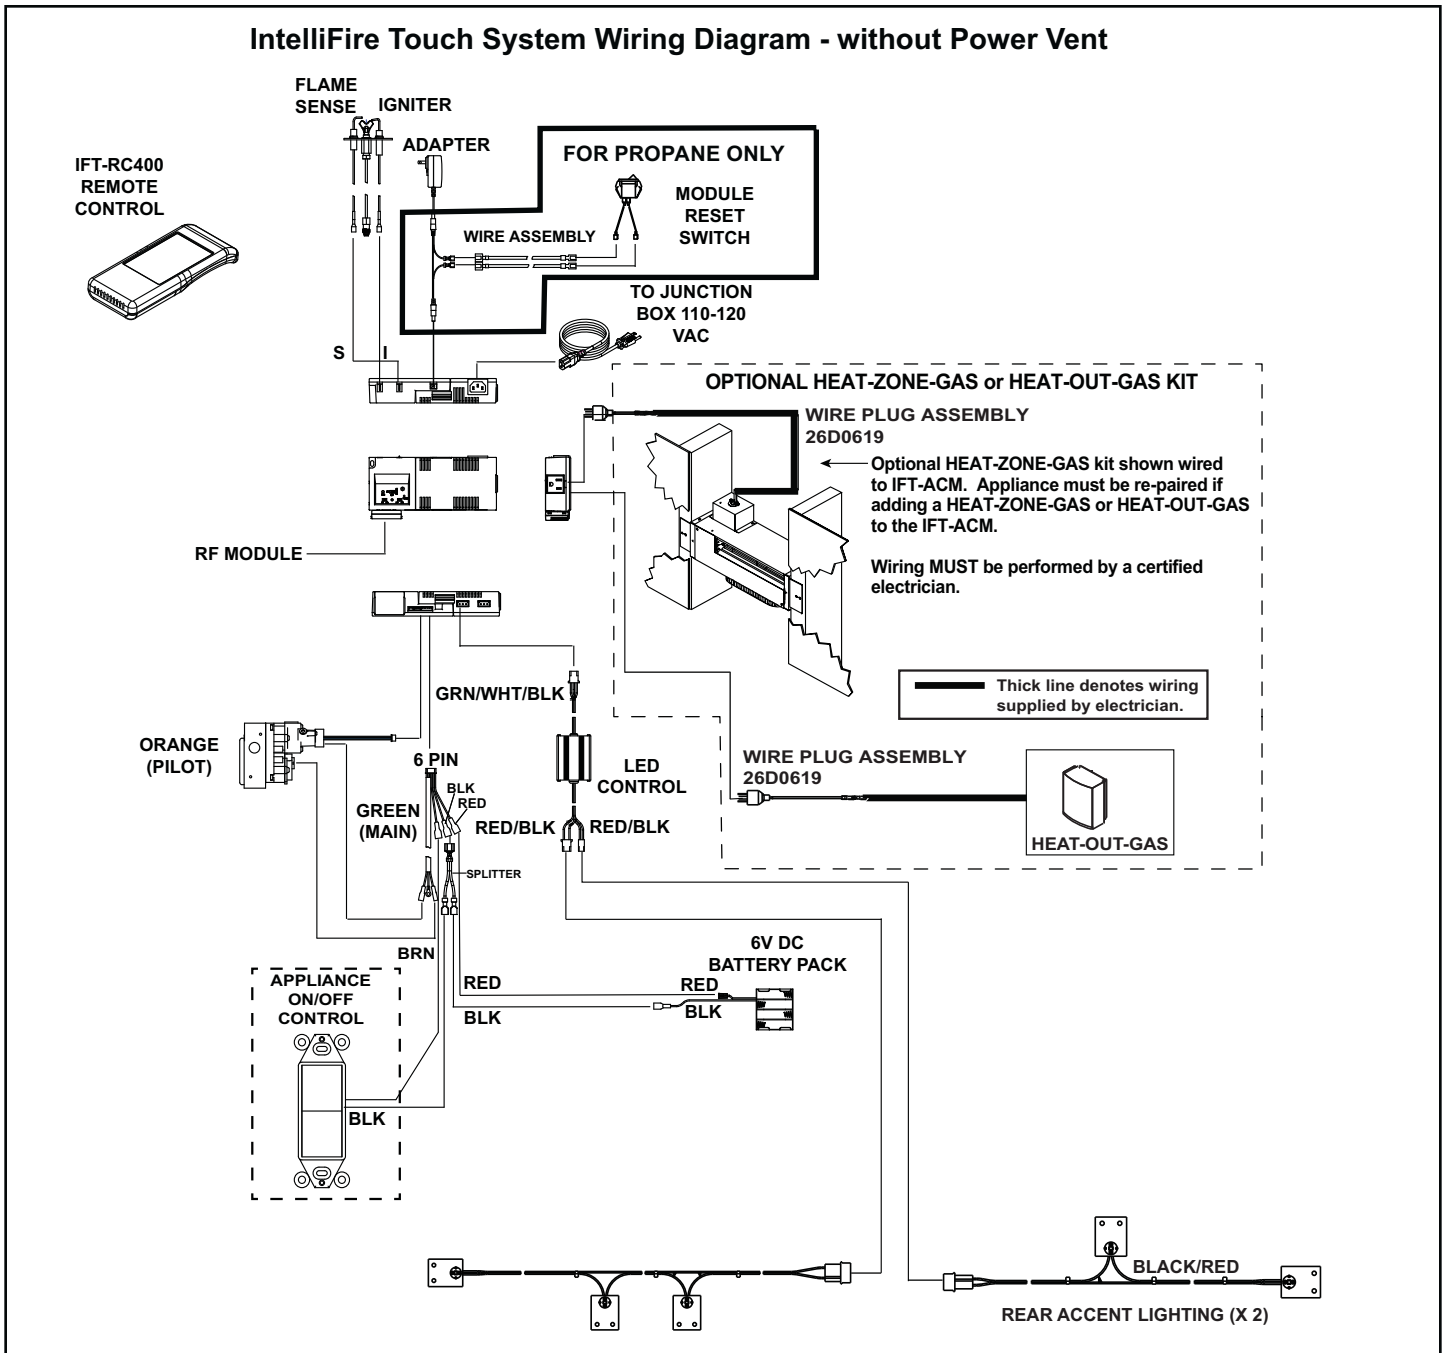 IntelliFire Touch System Wiring Diagram - without Power Vent
FLAME
SENSE
IGNITER
ADAPTER
FOR PROPANE ONLY
IFT-RC400
REMOTE
CONTROL
MODULE
RESET
SWITCH
WIRE ASSEMBLY
TO JUNCTION
BOX 110-120
VAC
S
I
OPTIONAL HEAT-ZONE-GAS or HEAT-OUT-GAS KIT
WIRE PLUG ASSEMBLY
26D0619
Optional HEAT-ZONE-GAS kit shown wired
to IFT-ACM. Appliance must be re-paired if
adding a HEAT-ZONE-GAS or HEAT-OUT-GAS
to the IFT-ACM.
Wiring MUST be performed by a certified
electrician.
RF MODULE
GRN/WHT/BLK
Thick line denotes wiring
supplied by electrician.
ORANGE
(PILOT)
6 PIN
BLK
RED
GREEN
(MAIN)
LED
CONTROL
WIRE PLUG ASSEMBLY
26D0619
RED/BLK
RED/BLK
HEAT-OUT-GAS
SPLITTER
BRN
6V DC
BATTERY PACK
APPLIANCE
ON/OFF
CONTROL
RED
RED
BLK
BLK
BLK
BLACK/RED
REAR ACCENT LIGHTING (X 2)